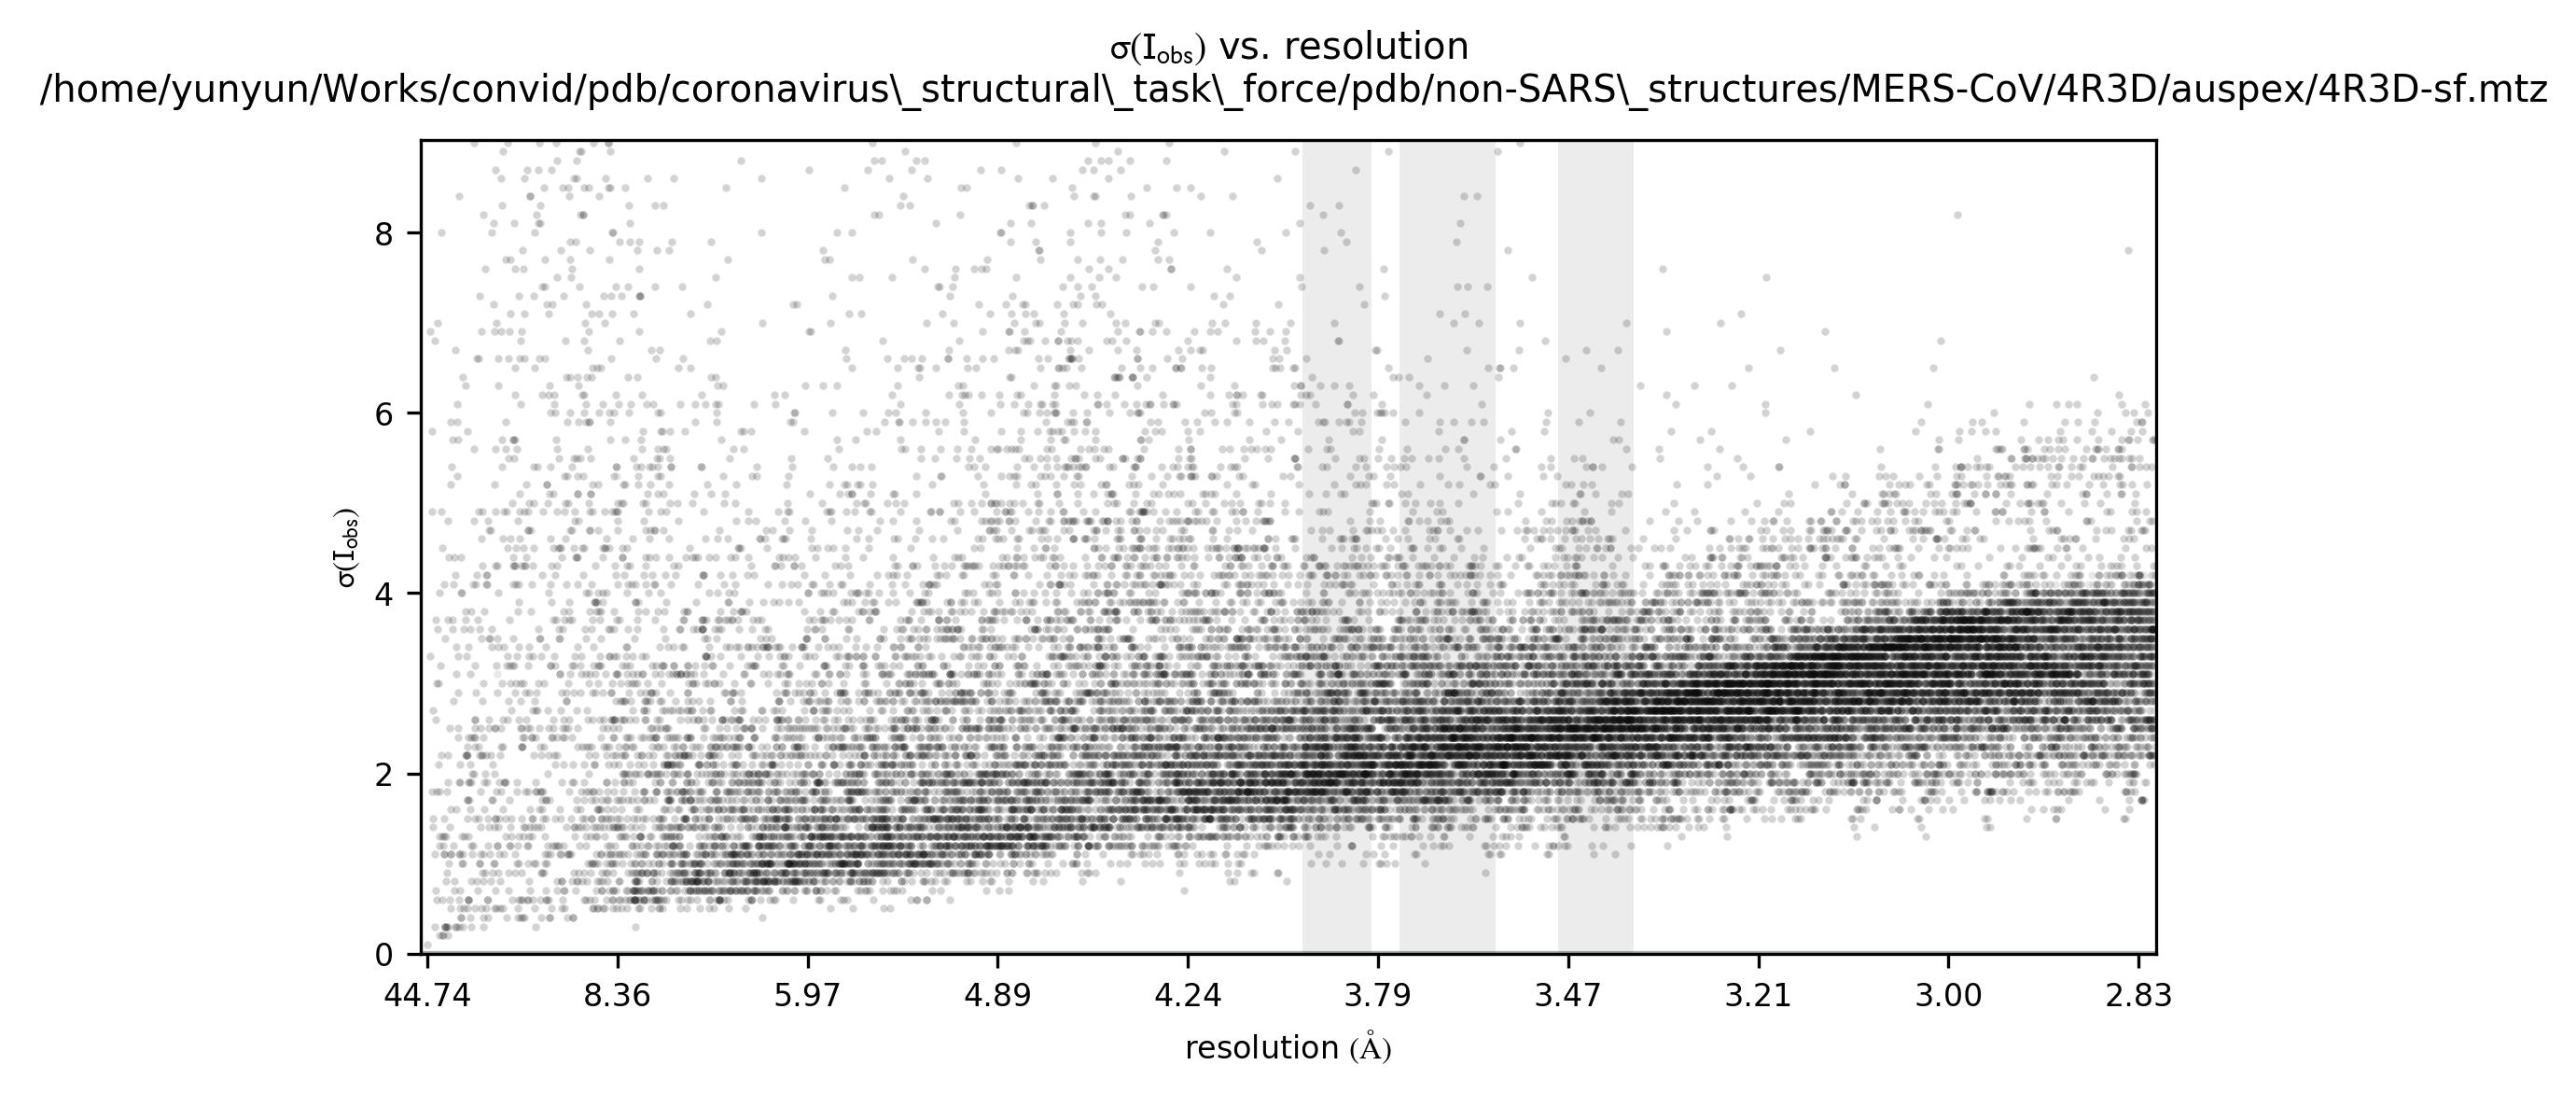 σ(I_obs) vs. resolution
/home/yunyun/Works/convid/pdb/coronavirus\_structural\_task\_force/pdb/non-SARS\_structures/MERS-CoV/4R3D/auspex/4R3D-sf.mtz
8
6
σ(I_obs)
4
2
0
44.74 8.36 5.97 4.89 4.24 3.79 3.47 3.21 3.00 2.83
resolution (Å)